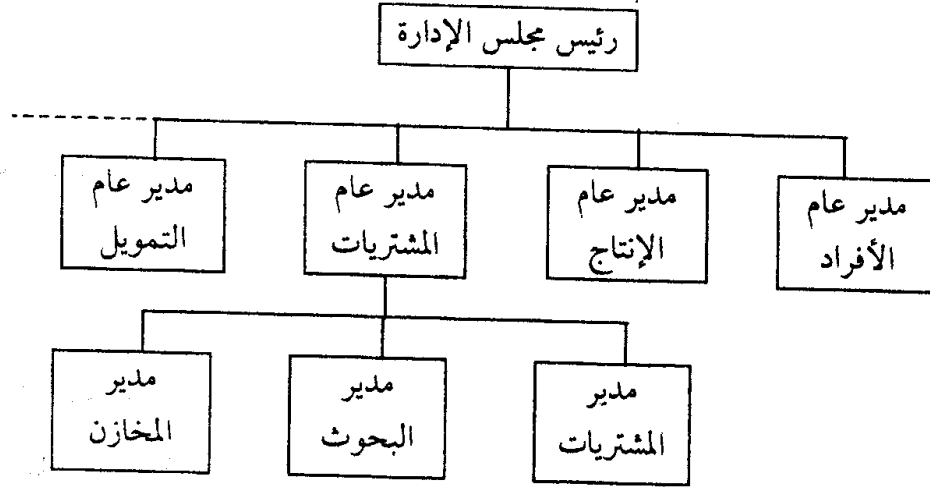 رئيس مجلس الإدارة
مدير عام
الأفراد
مدير عام
الإنتاج
مدير عام
المشتريات
مدير عام
التمويل
مدير
المشتريات
مدير
البحوث
مدير
المخازن